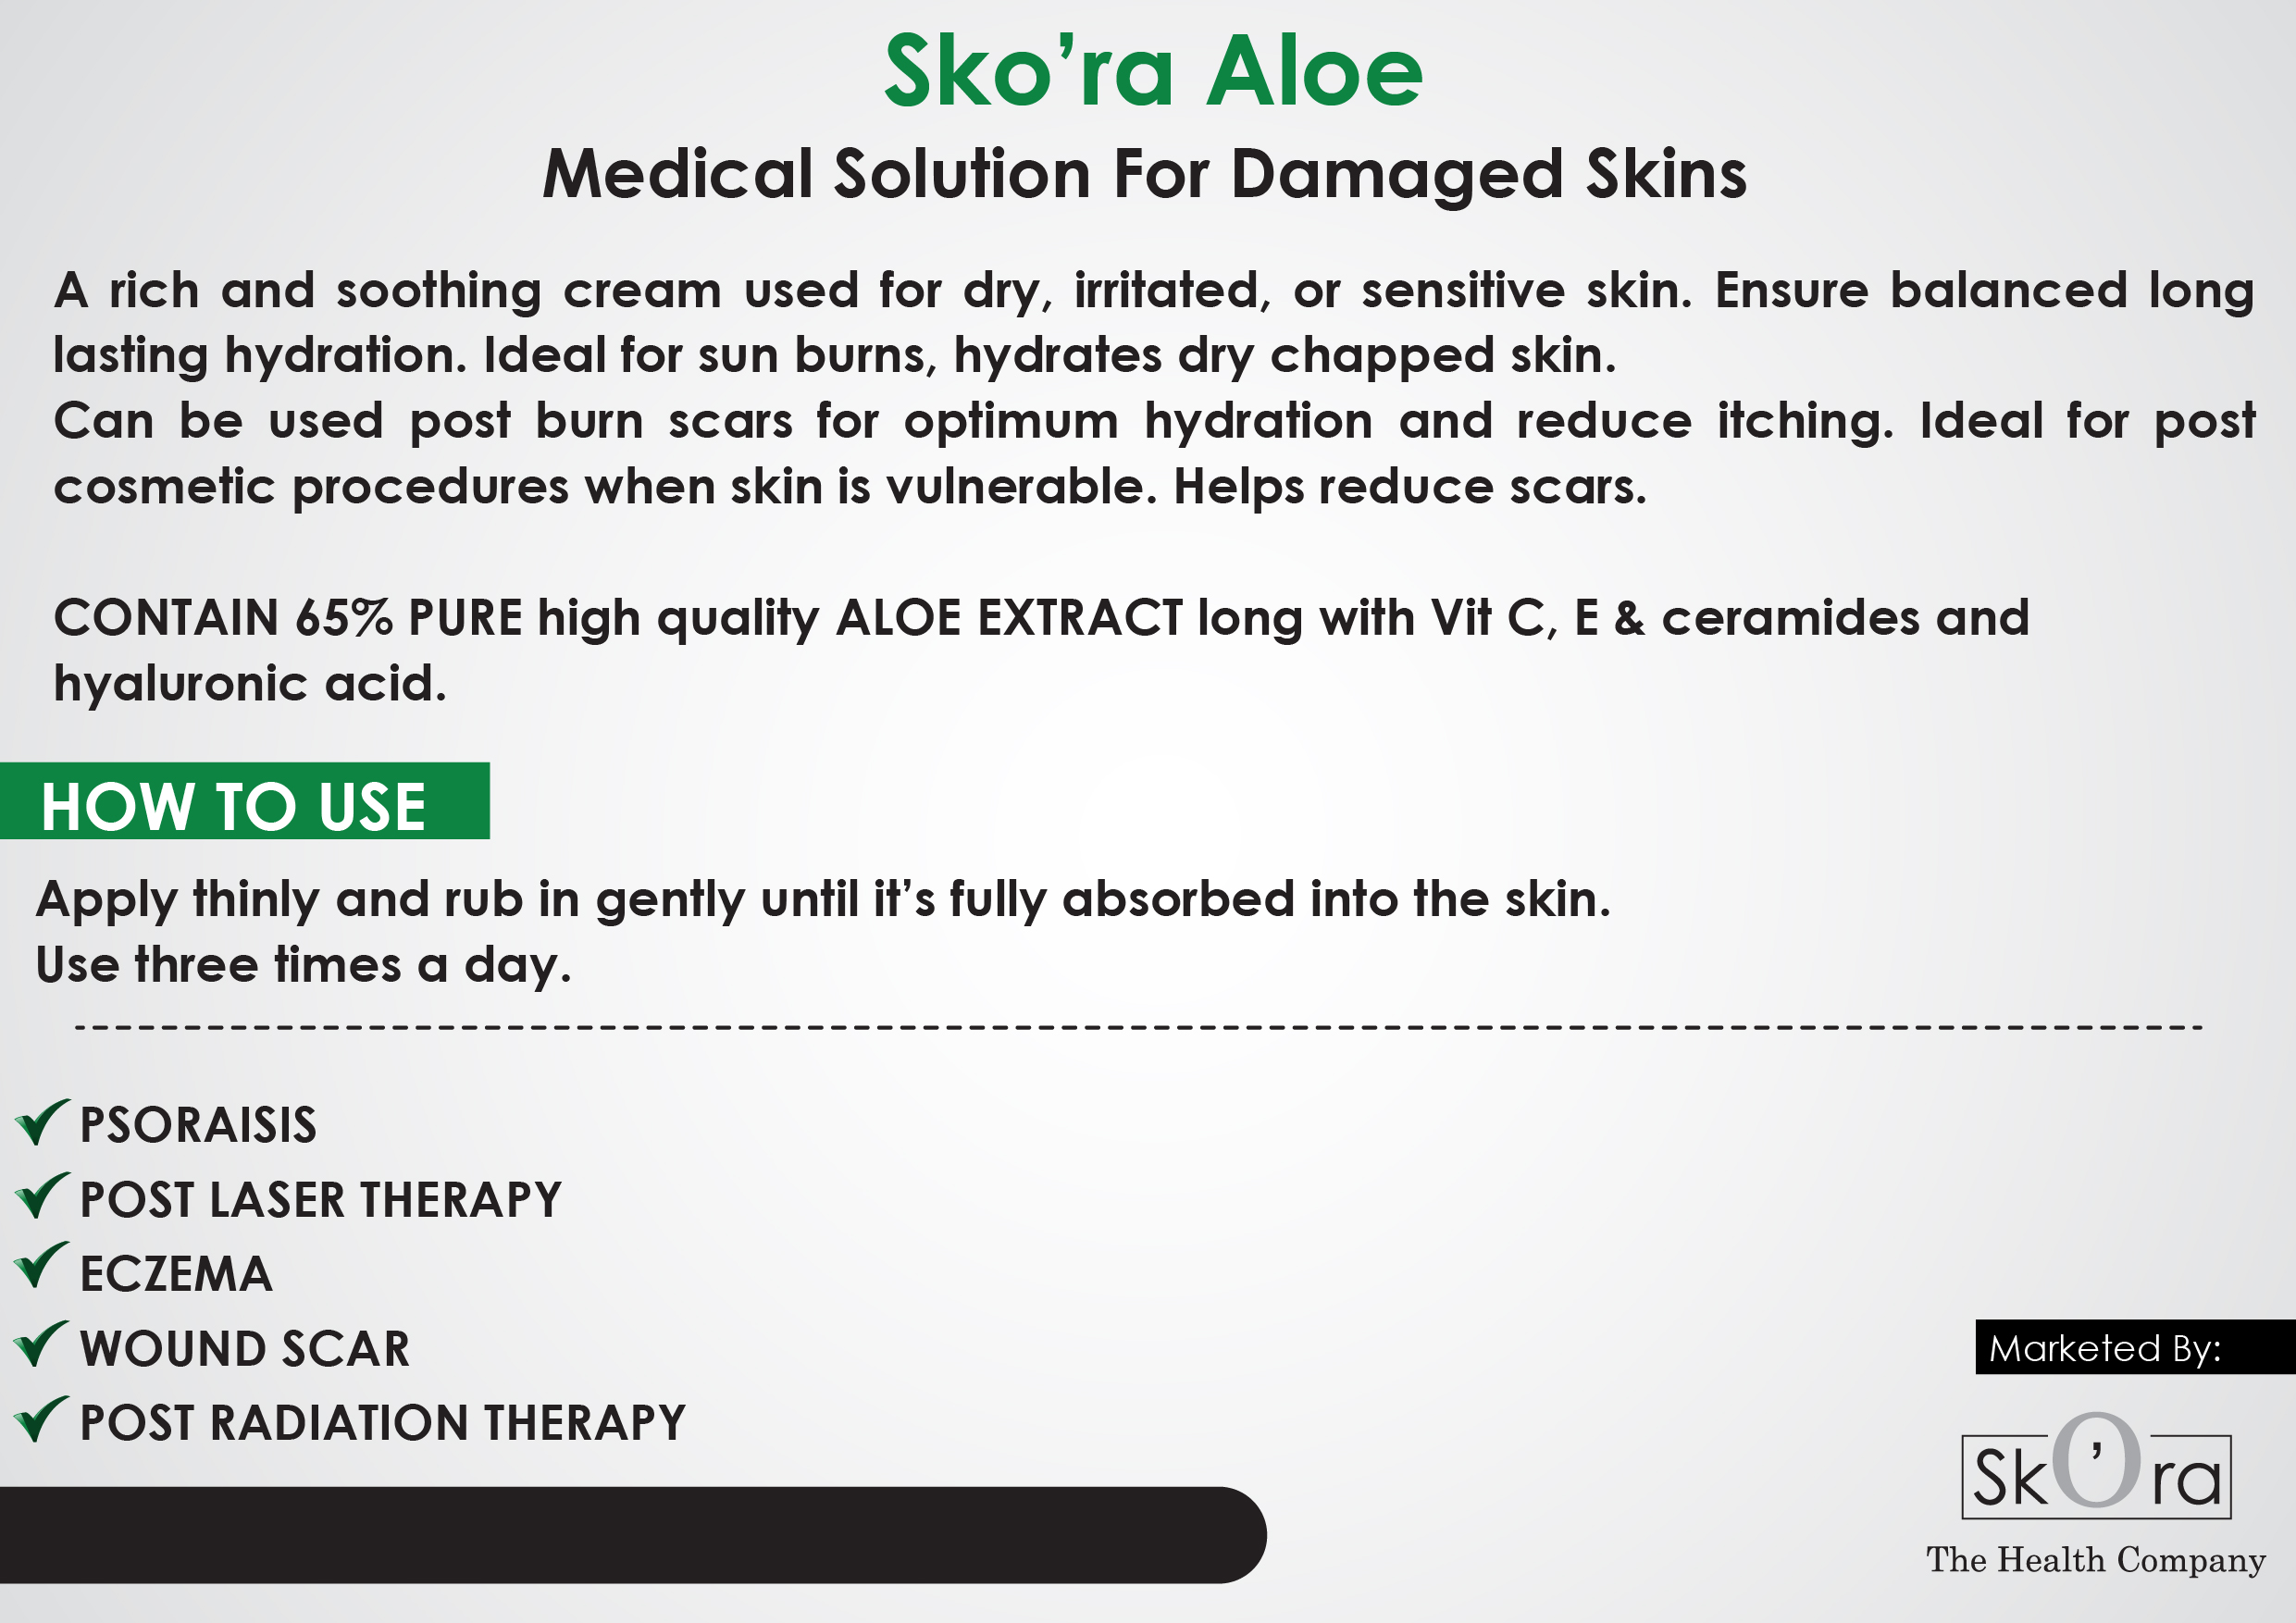 Sko’ra Aloe
Medical Solution For Damaged Skins
A rich and soothing cream used for dry, irritated, or sensitive skin. Ensure balanced long
lasting hydration. Ideal for sun burns, hydrates dry chapped skin.
Can be used post burn scars for optimum hydration and reduce itching. Ideal for post
cosmetic procedures when skin is vulnerable. Helps reduce scars.
CONTAIN 65% PURE high quality ALOE EXTRACT long with Vit C, E & ceramides and
hyaluronic acid.
HOW TO USE
Apply thinly and rub in gently until it’s fully absorbed into the skin.
Use three times a day.
PSORAISIS
POST LASER THERAPY
ECZEMA
WOUND SCAR
POST RADIATION THERAPY
Marketed By:
SkO’ra
The Health Company